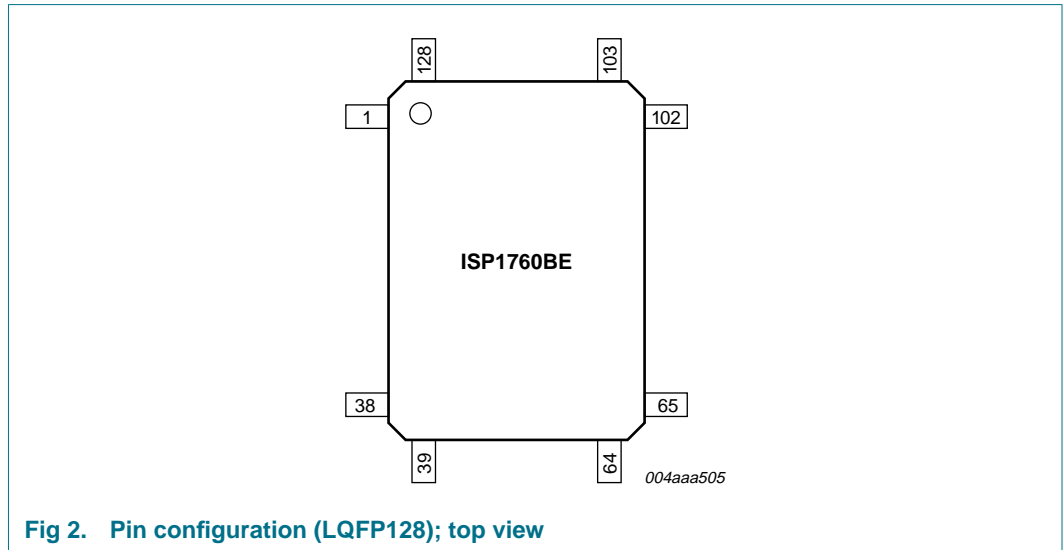 128
103
1
102
ISP1760BE
38
65
39
64
004aaa505
Fig 2. Pin configuration (LQFP128); top view